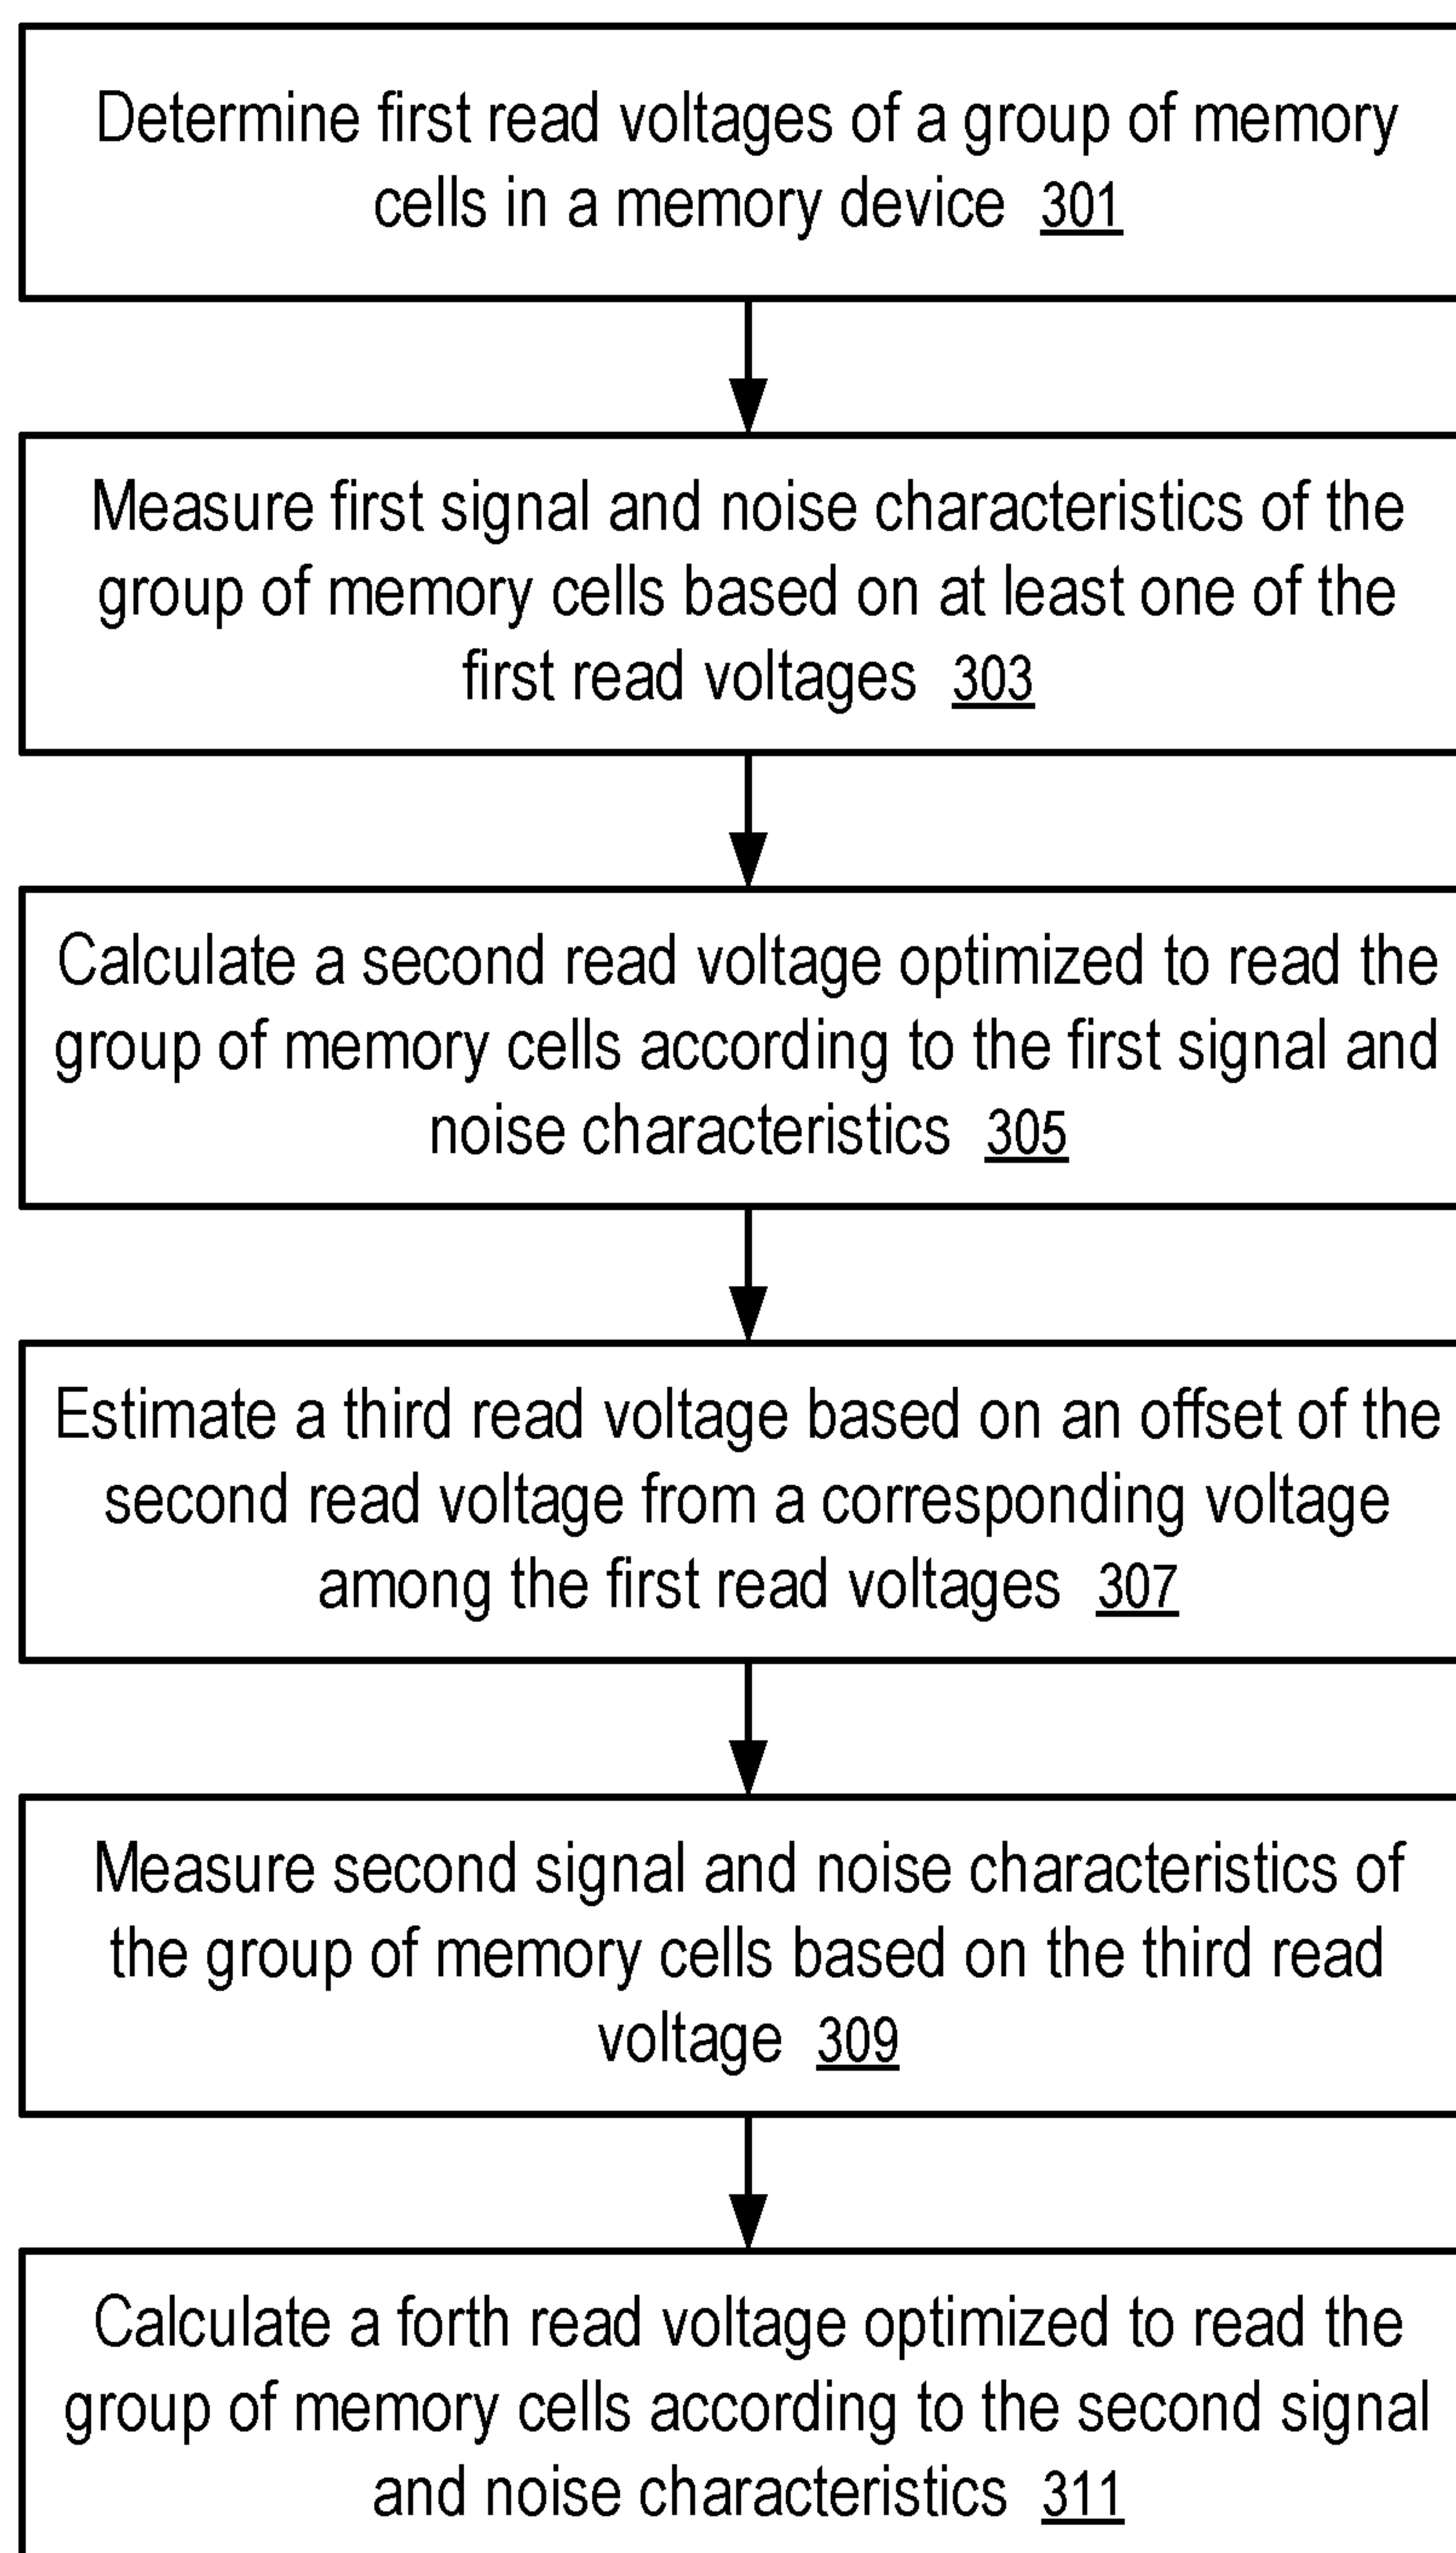 Determine first read voltages of a group of memory
cells in a memory device 301
Measure first signal and noise characteristics of the
group of memory cells based on at least one of the
first read voltages 303
Calculate a second read voltage optimized to read the
group of memory cells according to the first signal and
noise characteristics 305
Estimate a third read voltage based on an offset of the
second read voltage from a corresponding voltage
among the first read voltages 307
Measure second signal and noise characteristics of
the group of memory cells based on the third read
voltage 309
Calculate a forth read voltage optimized to read the
group of memory cells according to the second signal
and noise characteristics 311